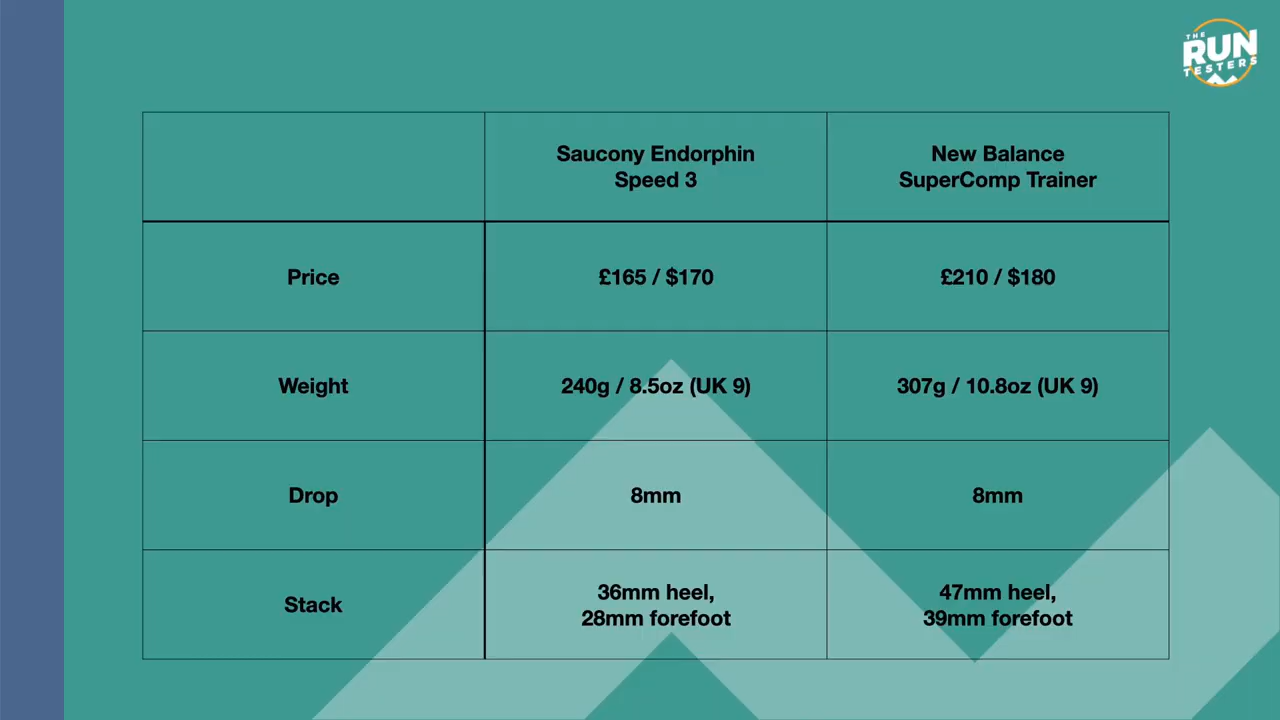 THE
RUN
TESTERS
Saucony Endorphin
Speed 3
New Balance
SuperComp Trainer
Price
£165 / $170
£210 / $180
Weight
240g / 8.5oz (UK 9)
307g / 10.8oz (UK 9)
Drop
8mm
8mm
Stack
36mm heel,
28mm forefoot
47mm heel,
39mm forefoot